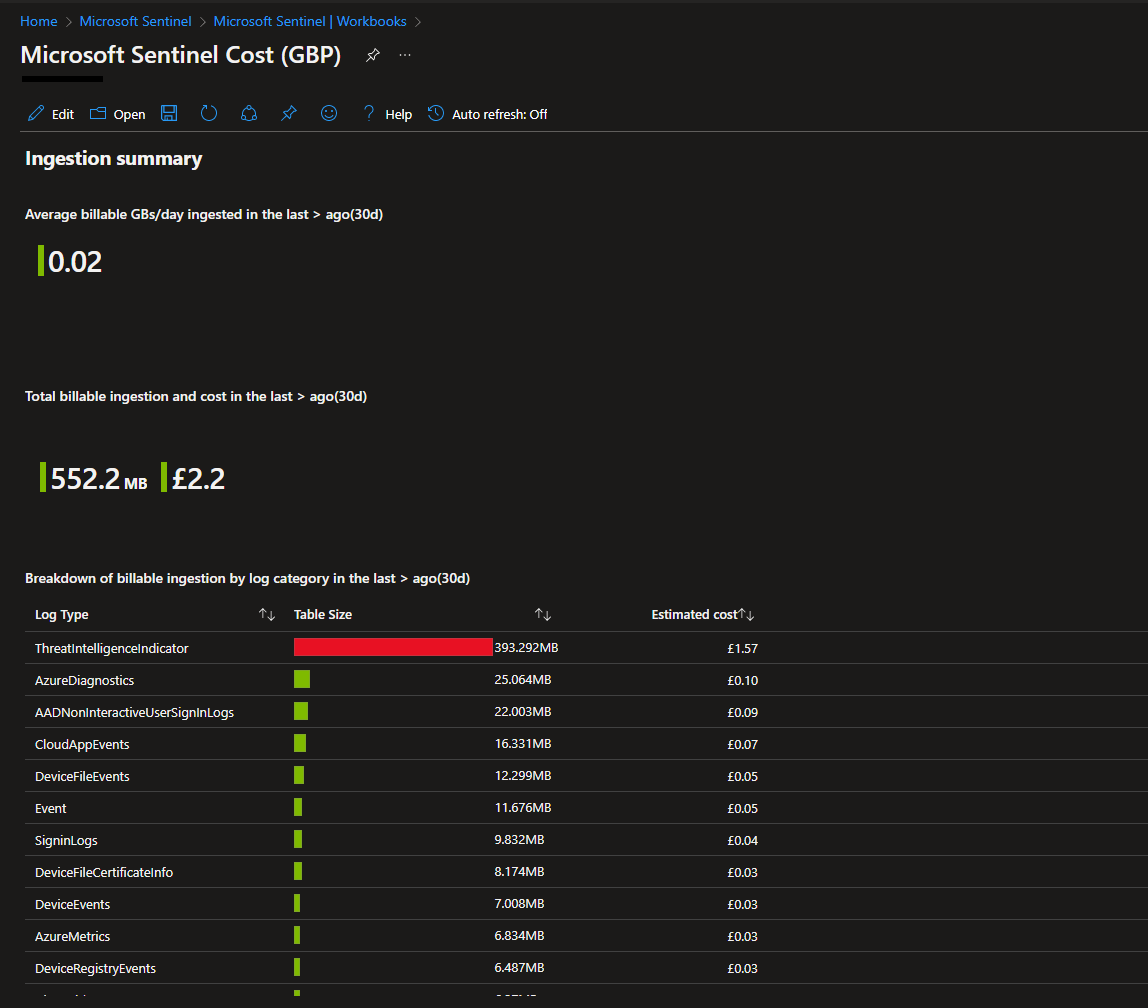 Home > Microsoft Sentinel > Microsoft Sentinel | Workbooks >
Microsoft Sentinel Cost (GBP) ...
Edit Open ? Help Auto refresh: Off
Ingestion summary
Average billable GBs/day ingested in the last > ago(30d)
0.02
Total billable ingestion and cost in the last > ago(30d)
552.2 MB £2.2
Breakdown of billable ingestion by log category in the last > ago(30d)
Log Type ↑↓ Table Size ↑↓ Estimated cost↑↓
ThreatIntelligenceIndicator 393.292MB £1.57
AzureDiagnostics 25.064MB £0.10
AADNonInteractiveUserSignInLogs 22.003MB £0.09
CloudAppEvents 16.331MB £0.07
DeviceFileEvents 12.299MB £0.05
Event 11.676MB £0.05
SigninLogs 9.832MB £0.04
DeviceFileCertificateInfo 8.174MB £0.03
DeviceEvents 7.008MB £0.03
AzureMetrics 6.834MB £0.03
DeviceRegistryEvents 6.487MB £0.03